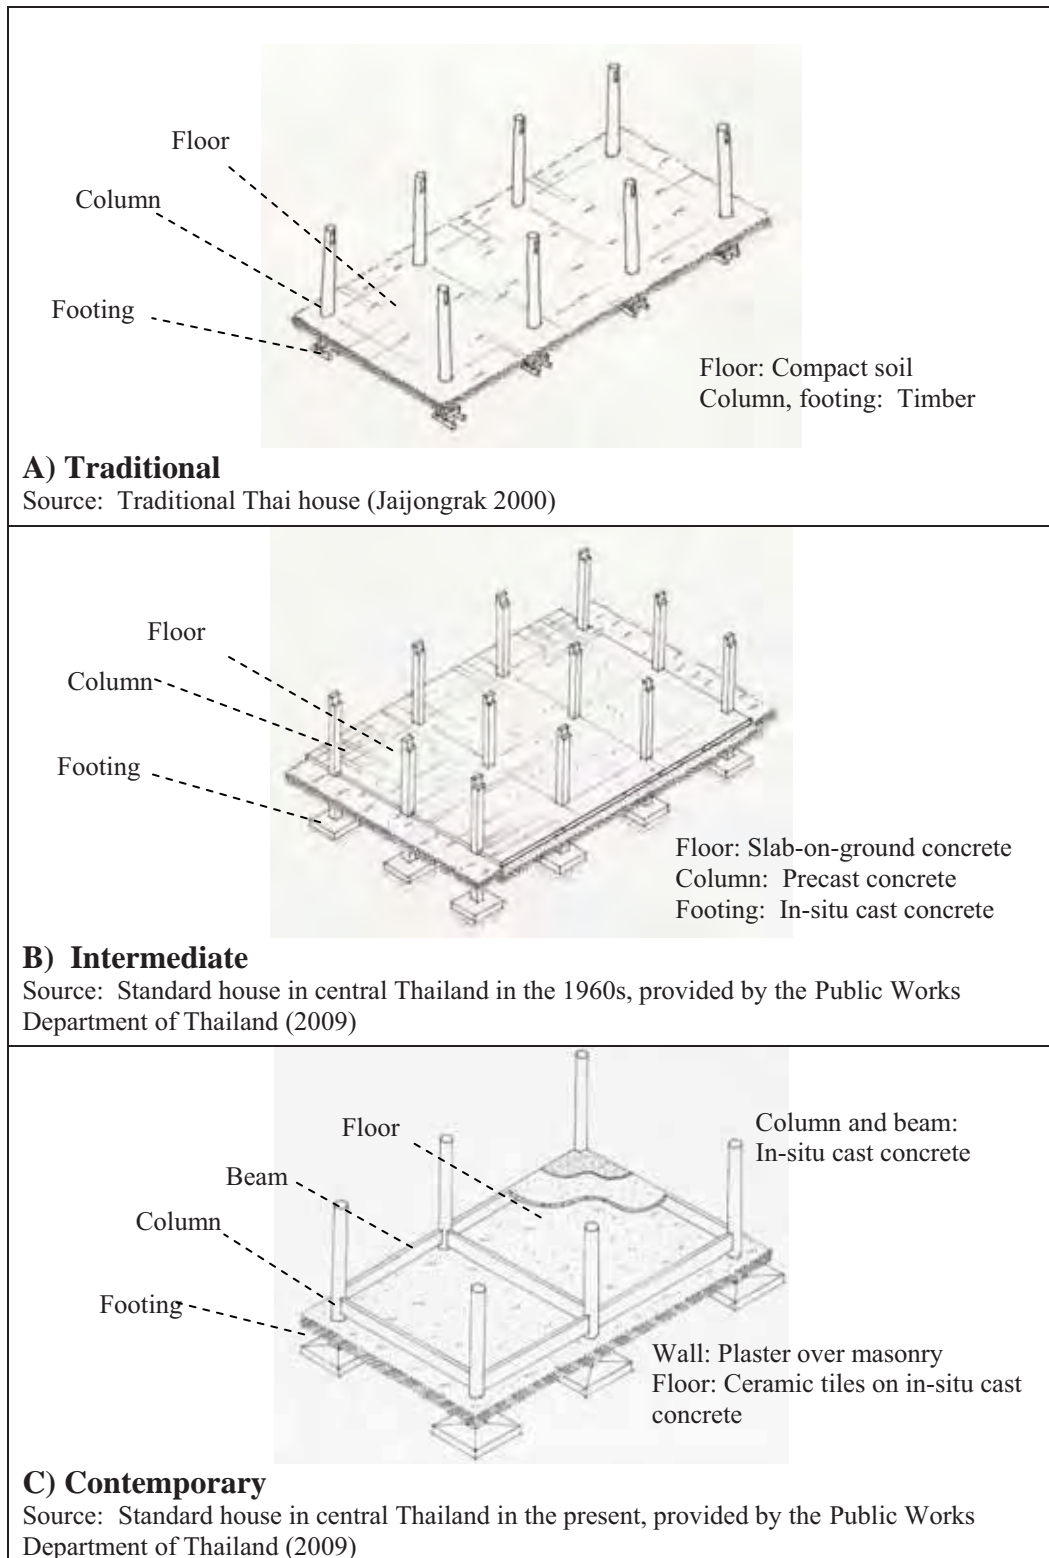 Floor
Column
Footing
Floor: Compact soil
Column, footing:  Timber
A) Traditional
Source:  Traditional Thai house (Jaijongrak 2000)
Floor
Column
Footing
Floor: Slab-on-ground concrete
Column:  Precast concrete
Footing:  In-situ cast concrete
B)  Intermediate
Source:  Standard house in central Thailand in the 1960s, provided by the Public Works
Department of Thailand (2009)
Floor
Beam
Column
Footing
Column and beam:
In-situ cast concrete
Wall: Plaster over masonry
Floor: Ceramic tiles on in-situ cast
concrete
C) Contemporary
Source:  Standard house in central Thailand in the present, provided by the Public Works
Department of Thailand (2009)